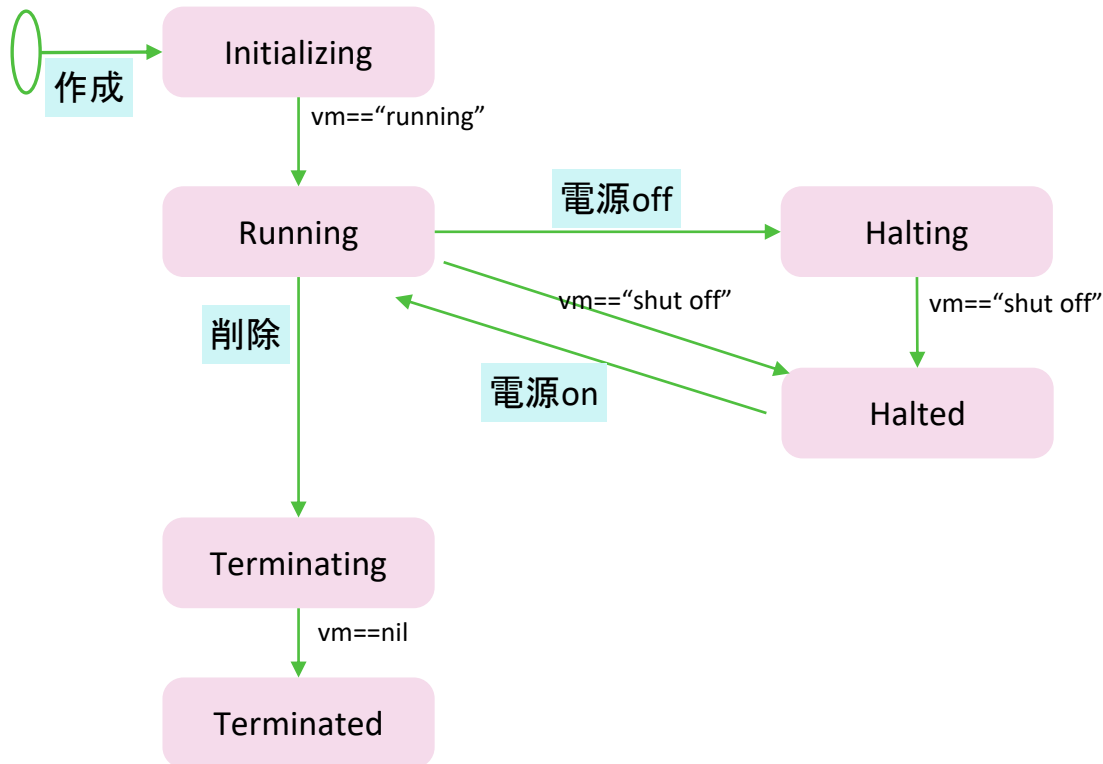 Initializing
作成
vm==“running”
Running
電源off
Halting
vm==“shut off”
vm==“shut off”
削除
電源on
Halted
Terminating
vm==nil
Terminated